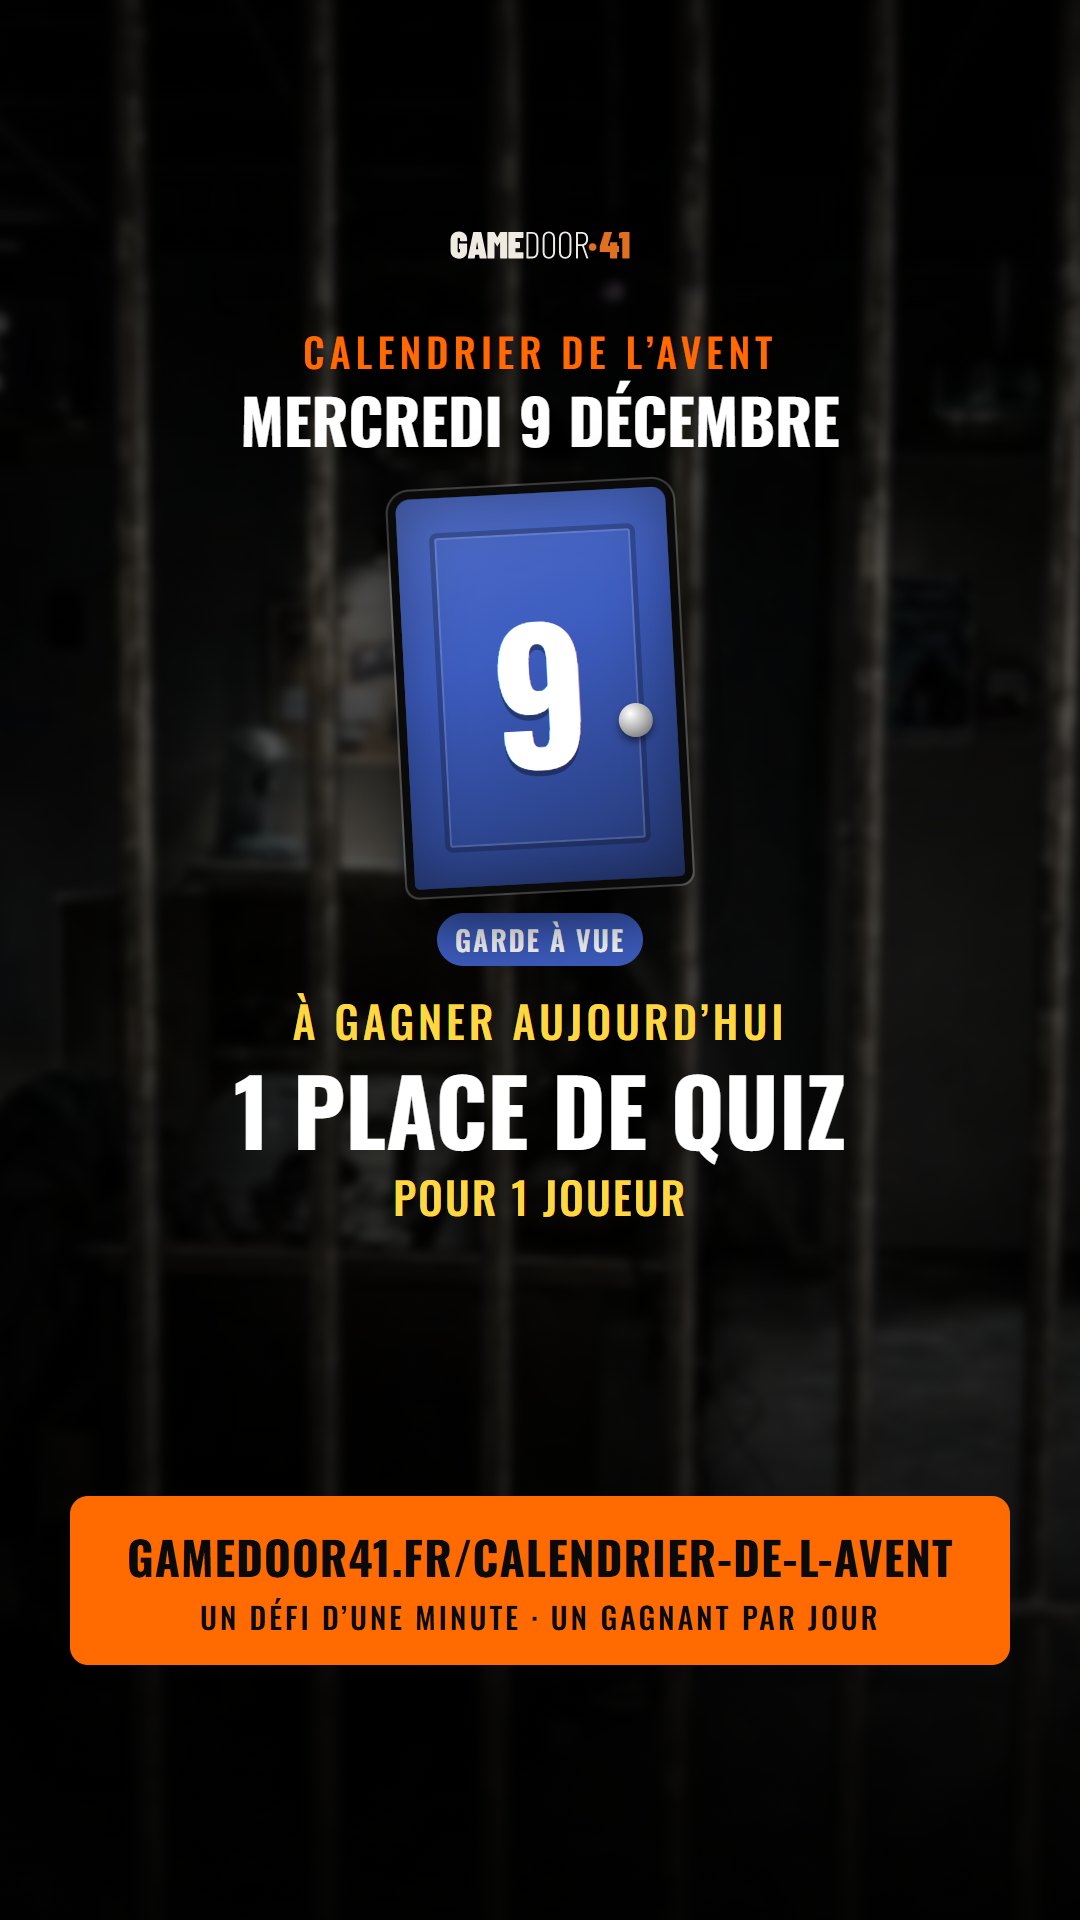 GAMEDOOR·41
CALENDRIER DE L’AVENT
MERCREDI 9 DÉCEMBRE
9
GARDE À VUE
À GAGNER AUJOURD’HUI
1 PLACE DE QUIZ
POUR 1 JOUEUR
GAMEDOOR41.FR/CALENDRIER-DE-L-AVENT
UN DÉFI D’UNE MINUTE · UN GAGNANT PAR JOUR